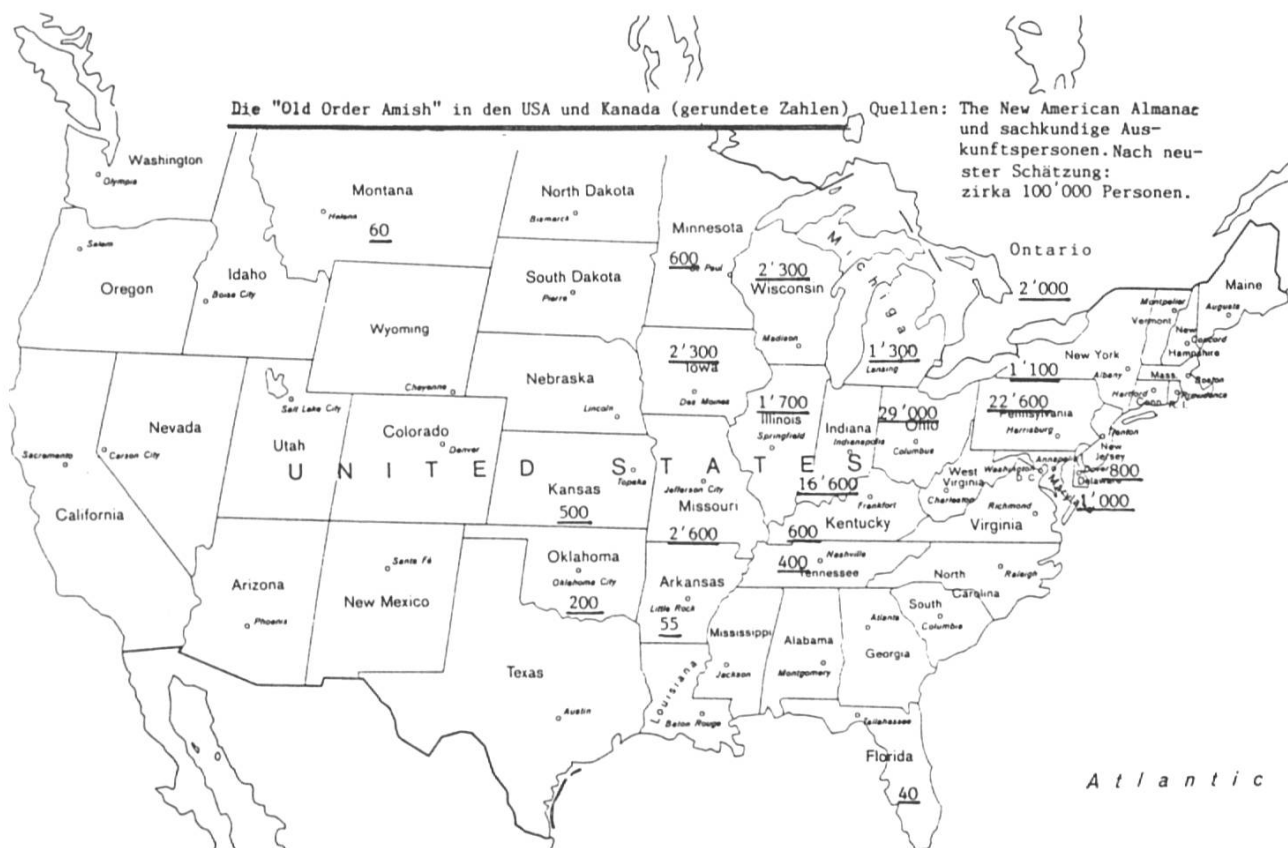 Die "Old Order Amish" in den USA und Kanada (gerundete Zahlen)
Quellen: The New American Almanac
und sachkundige Aus-
kunftspersonen. Nach neu-
ster Schätzung:
zirka 100'000 Personen.
Washington
Olympia
Montana
Helena
60
North Dakota
Bismarck
Minnesota
600
St Paul
Salem
Oregon
Idaho
Boise City
South Dakota
Pierre
2'300
Wisconsin
Madison
Michiga
1'300
Lansing
Ontario
2'000
Maine
Augusta
Montpelier
Vermont
New
Hampshire
Concord
Wyoming
Cheyenne
Nebraska
Lincoln
2'300
Iowa
Des Moines
New York
1'100
Albany
Mass.
Boston
Hartford
Conn.
R. I.
Providence
Nevada
Carson City
Salt Lake City
Utah
Colorado
Denver
1'700
Illinois
Springfield
Indiana
Indianapolis
16'600
29'000
Ohio
Columbus
22'600
Pennsylvania
Harrisburg
Trenton
New
Jersey
UNITED STATES
Sacramento
California
Kansas
Topeka
500
Jefferson City
Missouri
2'600
West
Virginia
Charleston
Washington
D. C.
Annapolis
Dover
800
Delaware
1'000
Richmond
Virginia
Frankfort
Kentucky
600
Arizona
Phoenix
Santa Fé
New Mexico
Oklahoma
Oklahoma City
200
Arkansas
Little Rock
55
400
Nashville
Tennessee
North
Carolina
Raleigh
South
Columbia
Mississippi
Jackson
Alabama
Montgomery
Atlanta
Georgia
Texas
Austin
Louisiana
Baton Rouge
Tallahassee
Florida
40
Atlantic